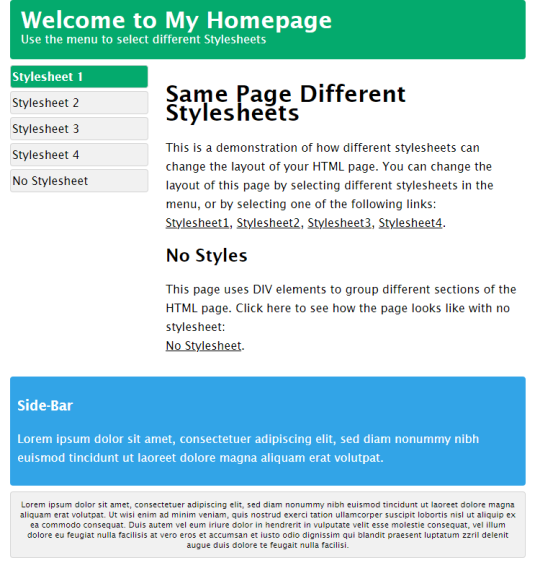 Welcome to My Homepage
Use the menu to select different Stylesheets
Stylesheet 1
Stylesheet 2
Stylesheet 3
Stylesheet 4
No Stylesheet
Same Page Different
Stylesheets
This is a demonstration of how different stylesheets can
change the layout of your HTML page. You can change the
layout of this page by selecting different stylesheets in the
menu, or by selecting one of the following links:
Stylesheet1, Stylesheet2, Stylesheet3, Stylesheet4.
No Styles
This page uses DIV elements to group different sections of the
HTML page. Click here to see how the page looks like with no
stylesheet:
No Stylesheet.
Side-Bar
Lorem ipsum dolor sit amet, consectetuer adipiscing elit, sed diam nonummy nibh
euismod tincidunt ut laoreet dolore magna aliquam erat volutpat.
Lorem ipsum dolor sit amet, consectetuer adipiscing elit, sed diam nonummy nibh euismod tincidunt ut laoreet dolore magna
aliquam erat volutpat. Ut wisi enim ad minim veniam, quis nostrud exerci tation ullamcorper suscipit lobortis nisl ut aliquip ex
ea commodo consequat. Duis autem vel eum iriure dolor in hendrerit in vulputate velit esse molestie consequat, vel illum
dolore eu feugiat nulla facilisis at vero eros et accumsan et iusto odio dignissim qui blandit praesent luptatum zzril delenit
augue duis dolore te feugait nulla facilisi.